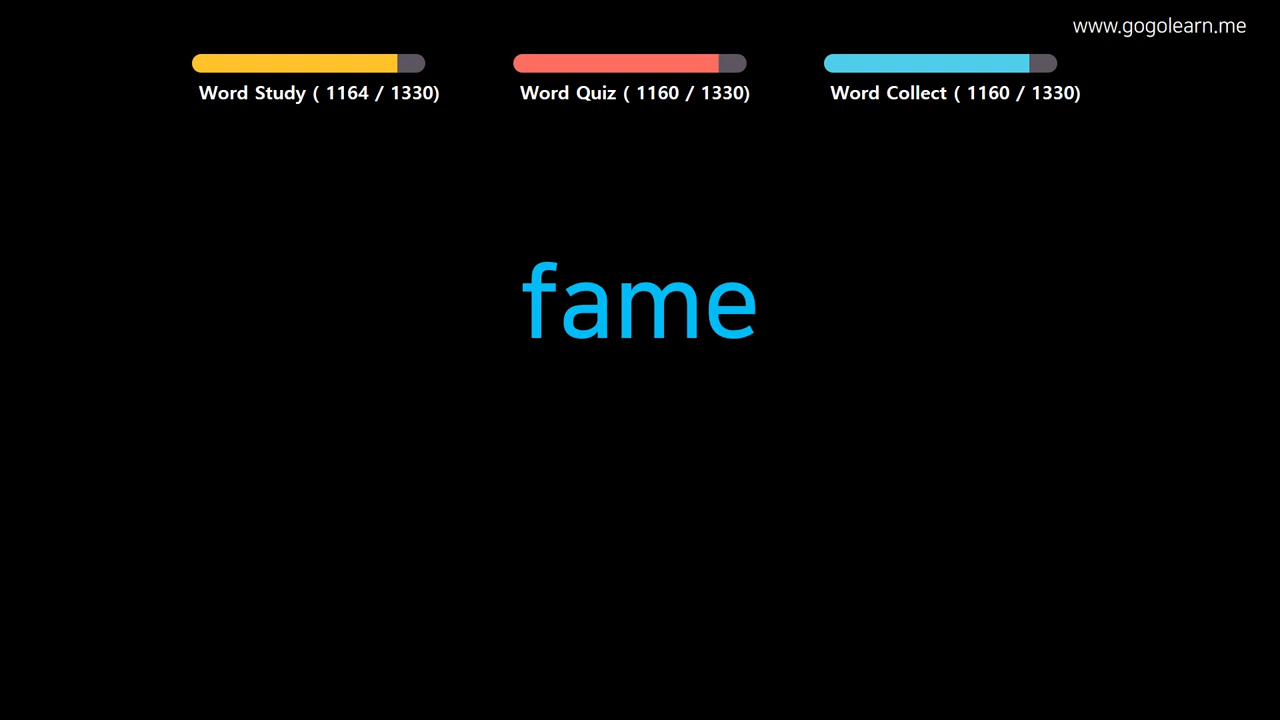 www.gogolearn.me
Word Study ( 1164 / 1330)
Word Quiz ( 1160 / 1330)
Word Collect ( 1160 / 1330)
fame